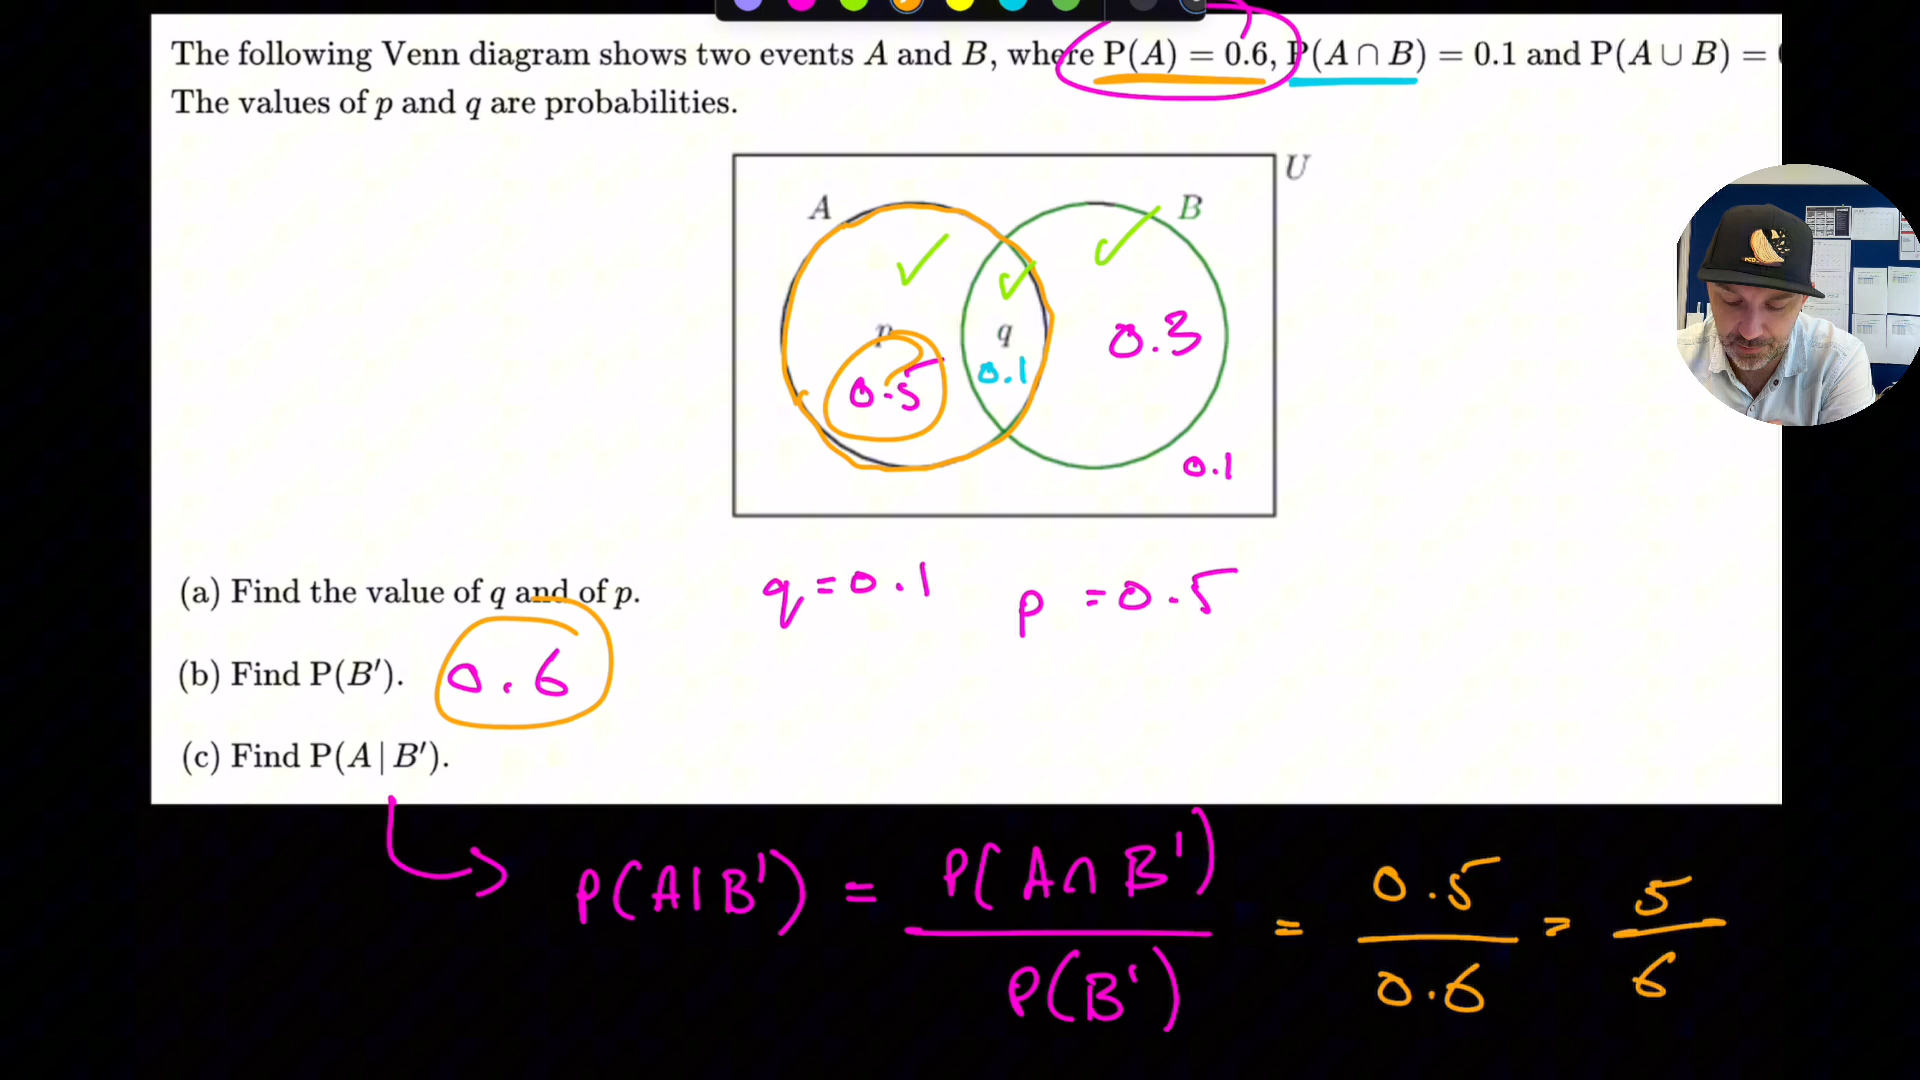 The following Venn diagram shows two events A and B, where P(A) = 0.6, P(A ∩ B) = 0.1 and P(A ∪ B) =
The values of p and q are probabilities.
U
A
B
p
q
0.5
0.1
0.3
0.1
(a) Find the value of q and of p.
q = 0.1
p = 0.5
(b) Find P(B′).
0.6
(c) Find P(A | B′).
P(A|B′) = P(A∩B′) / P(B′) = 0.5 / 0.6 = 5 / 6